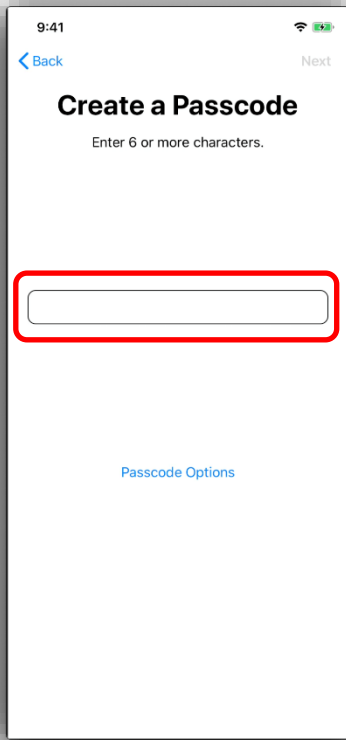 9:41
Back
Next
Create a Passcode
Enter 6 or more characters.
Passcode Options